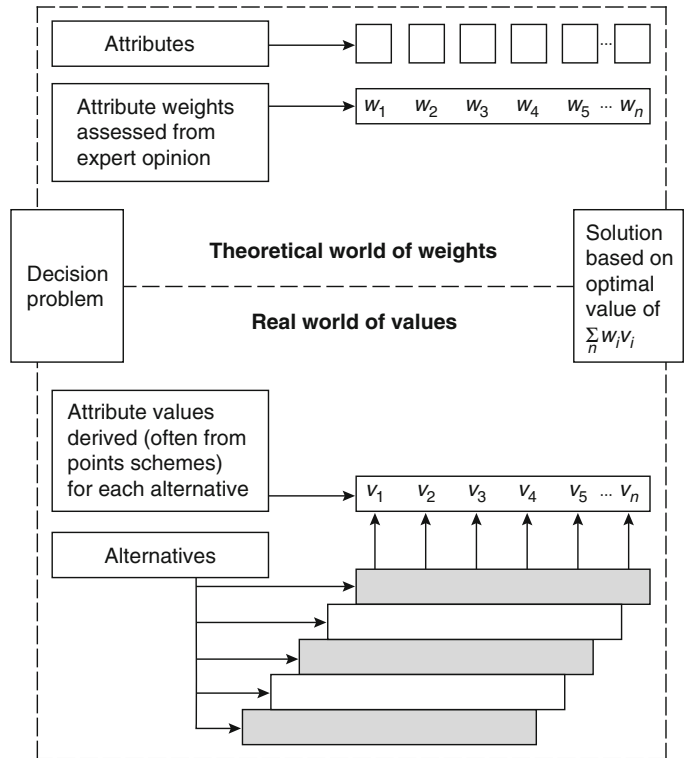 Attributes
...
Attribute weights
assessed from
expert opinion
w1 w2 w3 w4 w5 ... wn
Decision
problem
Theoretical world of weights
Real world of values
Solution
based on
optimal
value of
∑n wivi
Attribute values
derived (often from
points schemes)
for each alternative
v1 v2 v3 v4 v5 ... vn
Alternatives